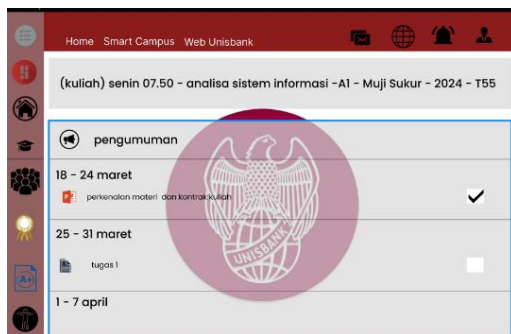 Home Smart Campus Web Unisbank
(kuliah) senin 07.50 - analisa sistem informasi -A1 - Muji Sukur - 2024 - T55
pengumuman
18 - 24 maret
P perkenalan materi dan kontrak kuliah
25 - 31 maret
tugas 1
UNISBANK
A+
1 - 7 april